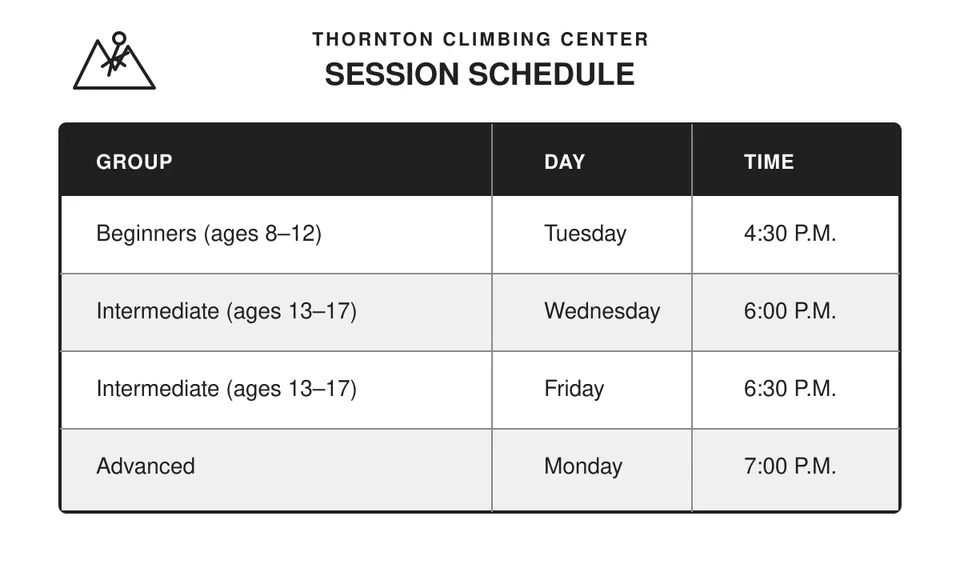 THORNTON CLIMBING CENTER
SESSION SCHEDULE
GROUP DAY TIME
Beginners (ages 8–12) Tuesday 4:30 P.M.
Intermediate (ages 13–17) Wednesday 6:00 P.M.
Intermediate (ages 13–17) Friday 6:30 P.M.
Advanced Monday 7:00 P.M.